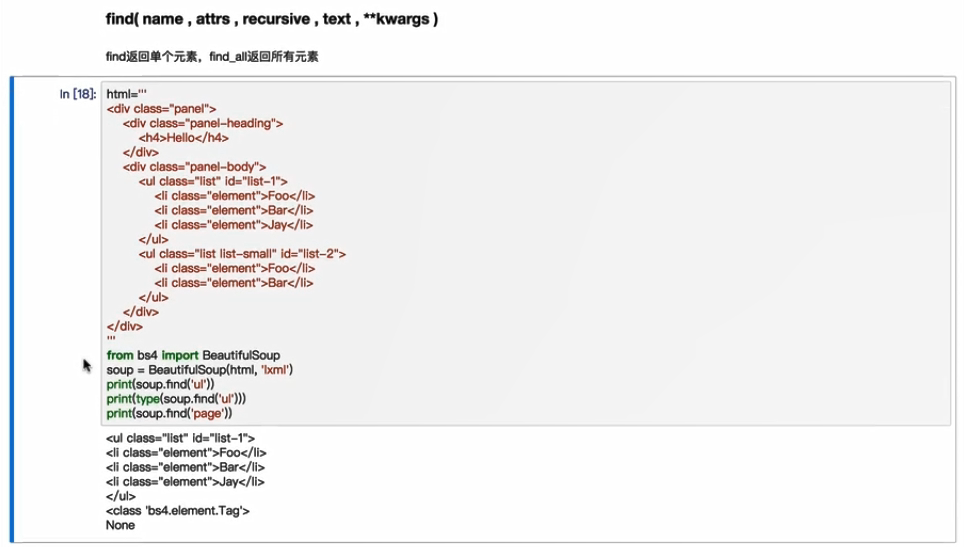 find( name , attrs , recursive , text , **kwargs )
find返回单个元素，find_all返回所有元素
In [18]: html='''
<div class="panel">
    <div class="panel-heading">
        <h4>Hello</h4>
    </div>
    <div class="panel-body">
        <ul class="list" id="list-1">
            <li class="element">Foo</li>
            <li class="element">Bar</li>
            <li class="element">Jay</li>
        </ul>
        <ul class="list list-small" id="list-2">
            <li class="element">Foo</li>
            <li class="element">Bar</li>
        </ul>
    </div>
</div>
'''
from bs4 import BeautifulSoup
soup = BeautifulSoup(html, 'lxml')
print(soup.find('ul'))
print(type(soup.find('ul')))
print(soup.find('page'))
<ul class="list" id="list-1">
<li class="element">Foo</li>
<li class="element">Bar</li>
<li class="element">Jay</li>
</ul>
<class 'bs4.element.Tag'>
None